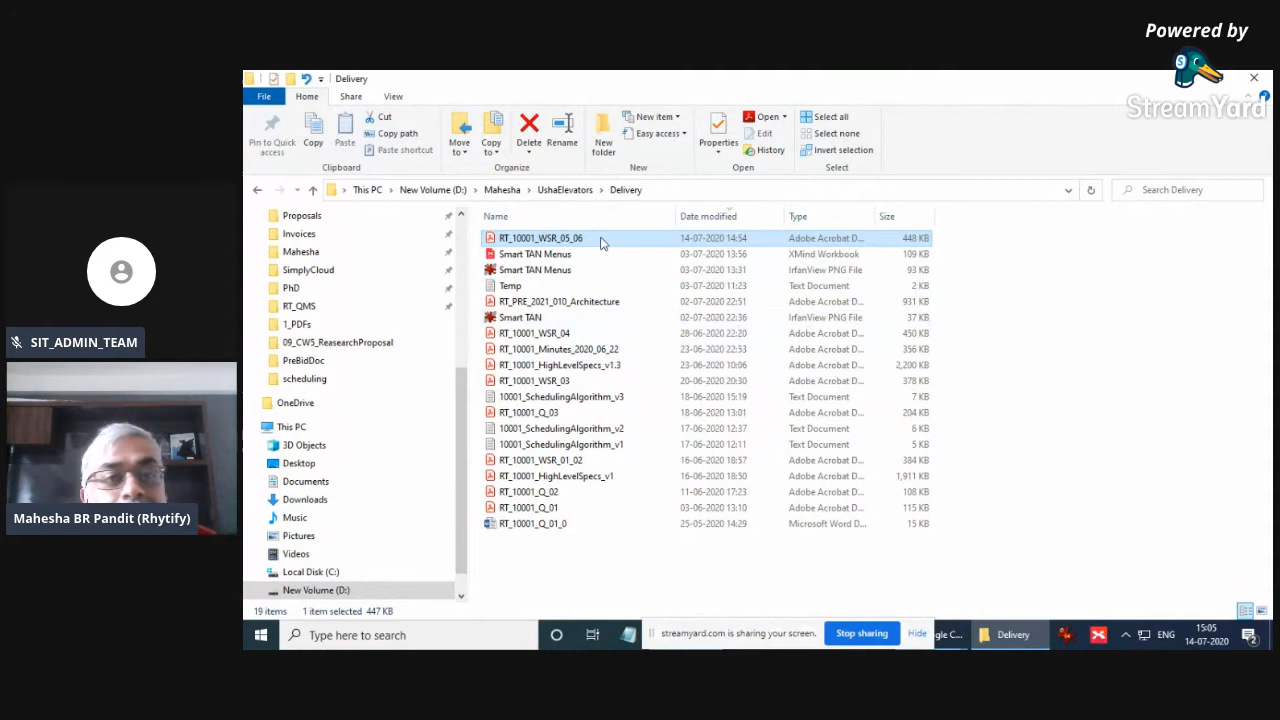 Powered by
StreamYard
Delivery
File
Home
Share
View
Pin to Quick access
Copy
Paste
Cut
Copy path
Paste shortcut
Clipboard
Move to
Copy to
Delete
Rename
Organize
New folder
New item
Easy access
New
Properties
Open
Edit
History
Open
Select all
Select none
Invert selection
Select
This PC > New Volume (D:) > Mahesha > UshaElevators > Delivery
Search Delivery
Proposals
Invoices
Mahesha
SimplyCloud
PhD
RT_QMS
1_PDFs
09_CW5_ReasearchProposal
PreBidDoc
scheduling
OneDrive
This PC
3D Objects
Desktop
Documents
Downloads
Music
Pictures
Videos
Local Disk (C:)
New Volume (D:)
Name Date modified Type Size
RT_10001_WSR_05_06 14-07-2020 14:54 Adobe Acrobat D... 448 KB
Smart TAN Menus 03-07-2020 13:56 XMind Workbook 109 KB
Smart TAN Menus 03-07-2020 13:31 IrfanView PNG File 93 KB
Temp 03-07-2020 11:23 Text Document 2 KB
RT_PRE_2021_010_Architecture 02-07-2020 22:51 Adobe Acrobat D... 931 KB
Smart TAN 02-07-2020 22:36 IrfanView PNG File 37 KB
RT_10001_WSR_04 28-06-2020 22:20 Adobe Acrobat D... 450 KB
RT_10001_Minutes_2020_06_22 23-06-2020 22:53 Adobe Acrobat D... 356 KB
RT_10001_HighLevelSpecs_v1.3 23-06-2020 10:06 Adobe Acrobat D... 2,200 KB
RT_10001_WSR_03 20-06-2020 20:30 Adobe Acrobat D... 378 KB
10001_SchedulingAlgorithm_v3 18-06-2020 15:19 Text Document 7 KB
RT_10001_Q_03 18-06-2020 13:01 Adobe Acrobat D... 204 KB
10001_SchedulingAlgorithm_v2 17-06-2020 12:37 Text Document 6 KB
10001_SchedulingAlgorithm_v1 17-06-2020 12:11 Text Document 5 KB
RT_10001_WSR_01_02 16-06-2020 18:57 Adobe Acrobat D... 384 KB
RT_10001_HighLevelSpecs_v1 16-06-2020 18:50 Adobe Acrobat D... 1,911 KB
RT_10001_Q_02 11-06-2020 17:23 Adobe Acrobat D... 108 KB
RT_10001_Q_01 03-06-2020 13:10 Adobe Acrobat D... 115 KB
RT_10001_Q_01_0 25-05-2020 14:29 Microsoft Word D... 15 KB
19 items 1 item selected 447 KB
Type here to search
streamyard.com is sharing your screen.
Stop sharing
Hide
gle C...
Delivery
ENG
15:05
14-07-2020
2
SIT_ADMIN_TEAM
Mahesha BR Pandit (Rhytify)